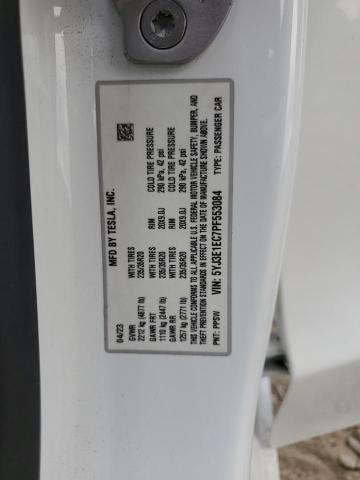 MFD BY TESLA, INC.
04/23
GVWR
2212 kg (4877 lb)
WITH TIRES
235/35R20
RIM
20X9.0J
COLD TIRE PRESSURE
290 kPa, 42 psi
GAWR FRT
1110 kg (2447 lb)
WITH TIRES
235/35R20
RIM
20X9.0J
COLD TIRE PRESSURE
290 kPa, 42 psi
GAWR RR
1257 kg (2771 lb)
THIS VEHICLE CONFORMS TO ALL APPLICABLE U.S. FEDERAL MOTOR VEHICLE SAFETY, BUMPER, AND
THEFT PREVENTION STANDARDS IN EFFECT ON THE DATE OF MANUFACTURE SHOWN ABOVE.
VIN: 5YJ3E1EC7PF553084
TYPE: PASSENGER CAR
PNT: PPSW